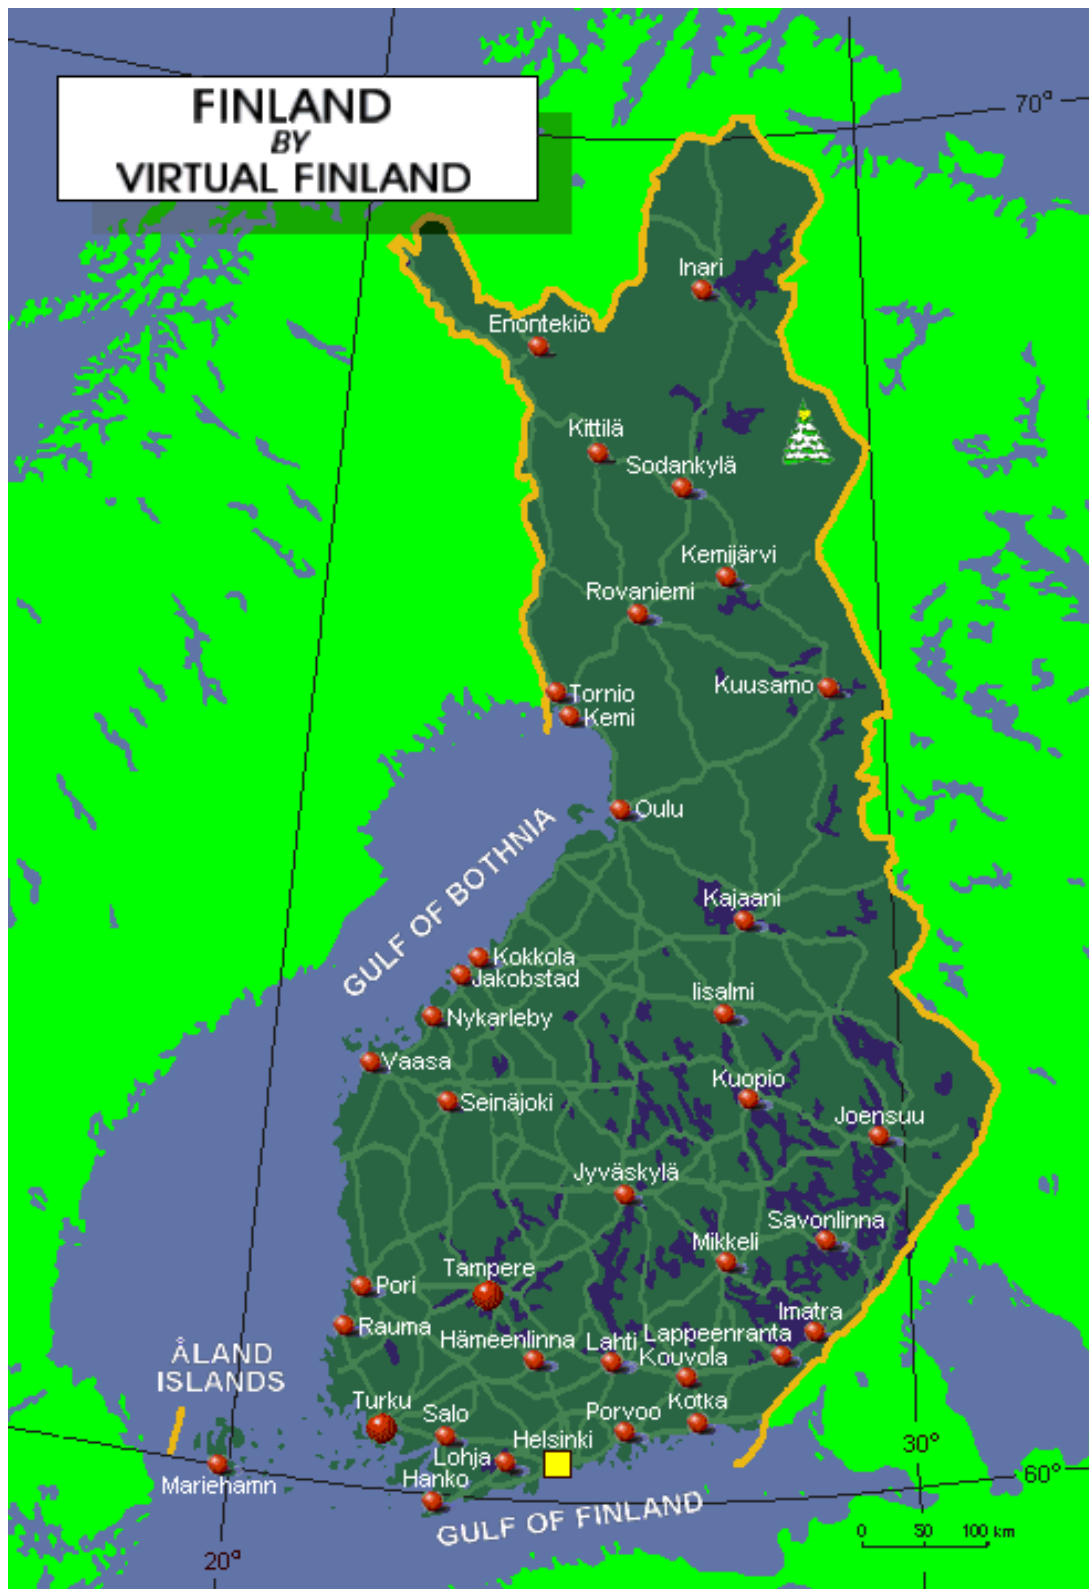 FINLAND
BY
VIRTUAL FINLAND
70°
Inari
Enontekiö
Kittilä
Sodankylä
Kemijärvi
Rovaniemi
Kuusamo
Tornio
Kemi
Oulu
GULF OF BOTHNIA
Kajaani
Kokkola
Jakobstad
Iisalmi
Nykarleby
Vaasa
Kuopio
Seinäjoki
Joensuu
Jyväskylä
Savonlinna
Mikkeli
Tampere
Pori
Imatra
Rauma
Hämeenlinna
Lahti
Lappeenranta
Kouvola
ÅLAND
ISLANDS
Turku
Salo
Porvoo
Kotka
Helsinki
Lohja
Hanko
Mariehamn
30°
60°
GULF OF FINLAND
0 50 100 km
20°